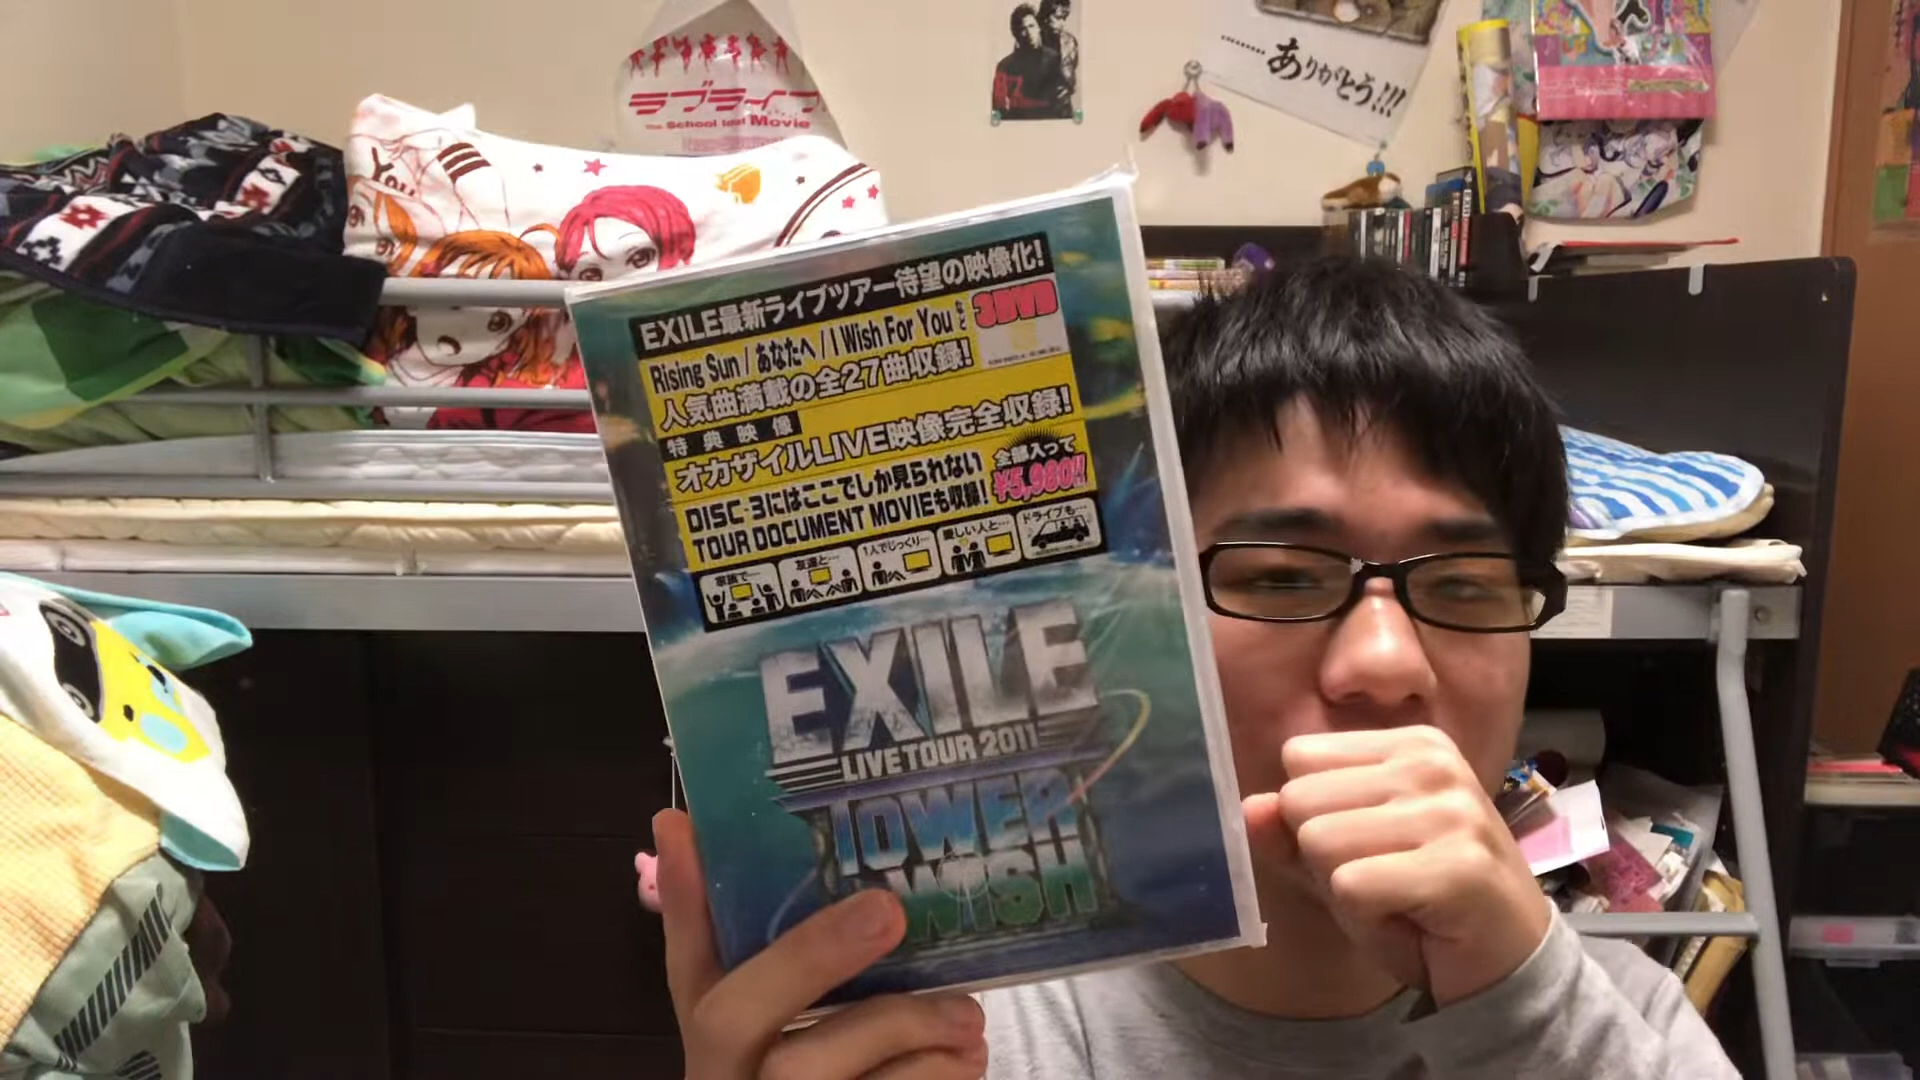 ラブライブ
The School Idol Movie
B'z
……ありがとう!!!
You
EXILE最新ライブツアー待望の映像化!
Rising Sun / あなたへ / I Wish For You など
人気曲満載の全27曲収録!
3DVD
特典映像
オカザイルLIVE映像完全収録!
DISC-3にはここでしか見られない
TOUR DOCUMENT MOVIEも収録!
全部入って
¥5,980!!
家族で…
友達と…
1人でじっくり…
愛しい人と…
ドライブも…
EXILE
LIVE TOUR 2011
TOWER
WISH